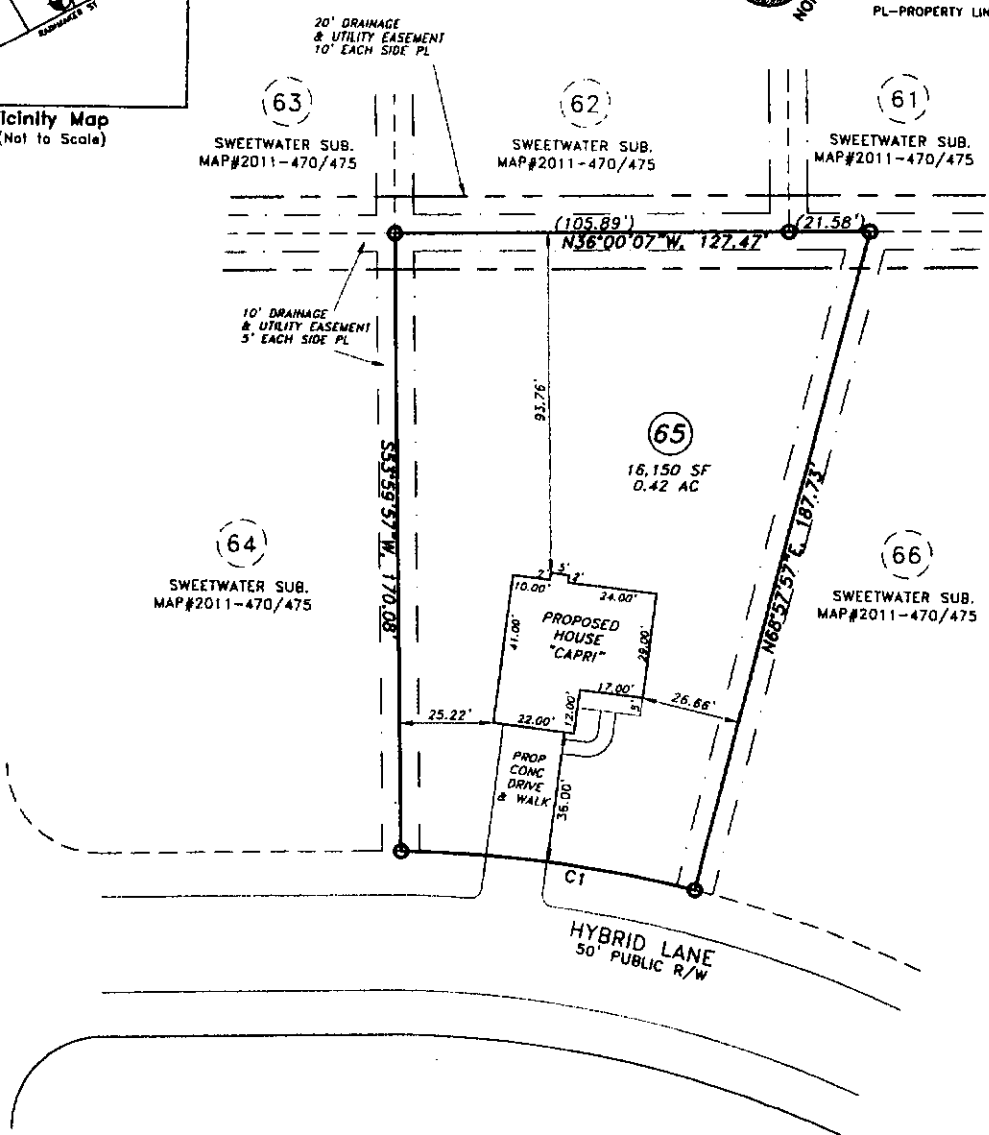 RADMAKER ST
Vicinity Map
(Not to Scale)
20' DRAINAGE
& UTILITY EASEMENT
10' EACH SIDE PL
NO
PL-PROPERTY LIN
63
SWEETWATER SUB.
MAP#2011-470/475
62
SWEETWATER SUB.
MAP#2011-470/475
61
SWEETWATER SUB.
MAP#2011-470/475
(105.89')
(21.58')
N36°00'07"W, 127.47'
10' DRAINAGE
& UTILITY EASEMENT
5' EACH SIDE PL
93.76'
65
16,150 SF
0.42 AC
S53°59'57"W, 170.08'
N68°57'57"E, 187.73'
64
SWEETWATER SUB.
MAP#2011-470/475
66
SWEETWATER SUB.
MAP#2011-470/475
2'
5'
2'
10.00'
24.00'
41.00'
PROPOSED
HOUSE
"CAPRI"
29.00'
17.00'
5'
12.00'
22.00'
25.22'
26.66'
PROP
CONC
DRIVE
& WALK
36.00'
C1
HYBRID LANE
50' PUBLIC R/W